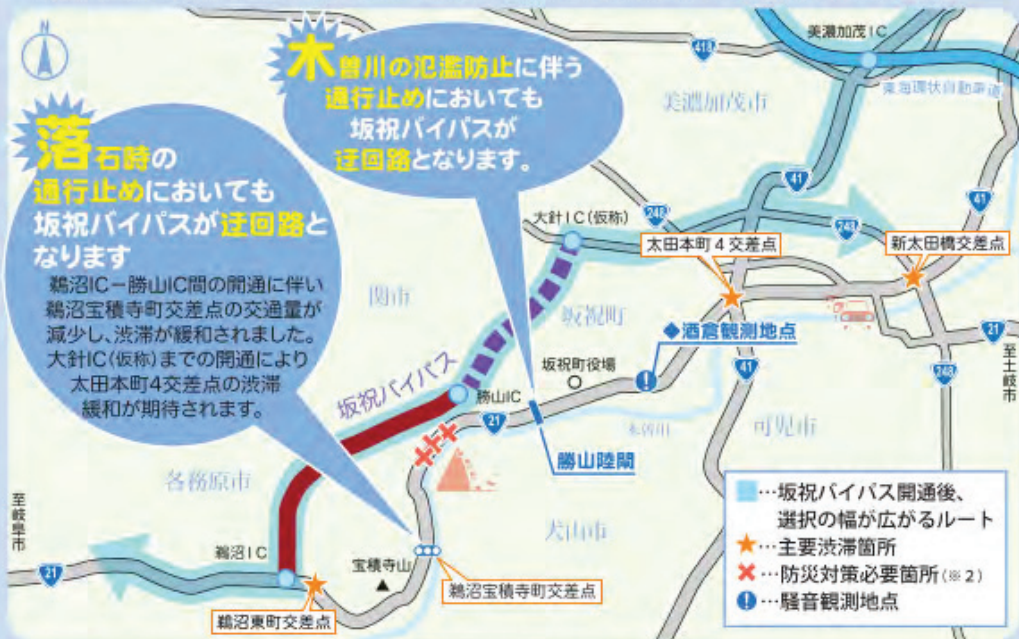 N
木曽川の氾濫防止に伴う
通行止めにおいても
坂祝バイパスが
迂回路となります。
落石時の
通行止めにおいても
坂祝バイパスが迂回路と
なります
鵜沼IC−勝山IC間の開通に伴い
鵜沼宝積寺町交差点の交通量が
減少し、渋滞が緩和されました。
大針IC(仮称)までの開通により
太田本町4交差点の渋滞
緩和が期待されます。
美濃加茂IC
418
21
東海環状自動車道
美濃加茂市
41
大針IC(仮称)
248
248
41
太田本町4交差点
新太田橋交差点
関市
坂祝町
◆酒倉観測地点
21
至土岐市
坂祝町役場
41
248
坂祝バイパス
勝山IC
21
木曽川
可児市
勝山陸閘
各務原市
犬山市
至岐阜市
鵜沼IC
宝積寺山
21
鵜沼宝積寺町交差点
鵜沼東町交差点
…坂祝バイパス開通後、
選択の幅が広がるルート
…主要渋滞箇所
…防災対策必要箇所(※2)
…騒音観測地点